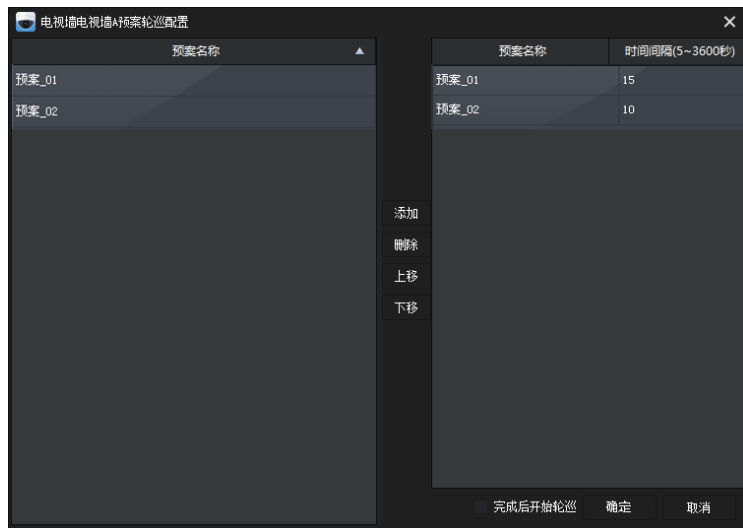 电视墙电视墙A预案轮巡配置
预案名称
预案_01
预案_02
添加
删除
上移
下移
预案名称 时间间隔(5~3600秒)
预案_01 15
预案_02 10
完成后开始轮巡 确定 取消